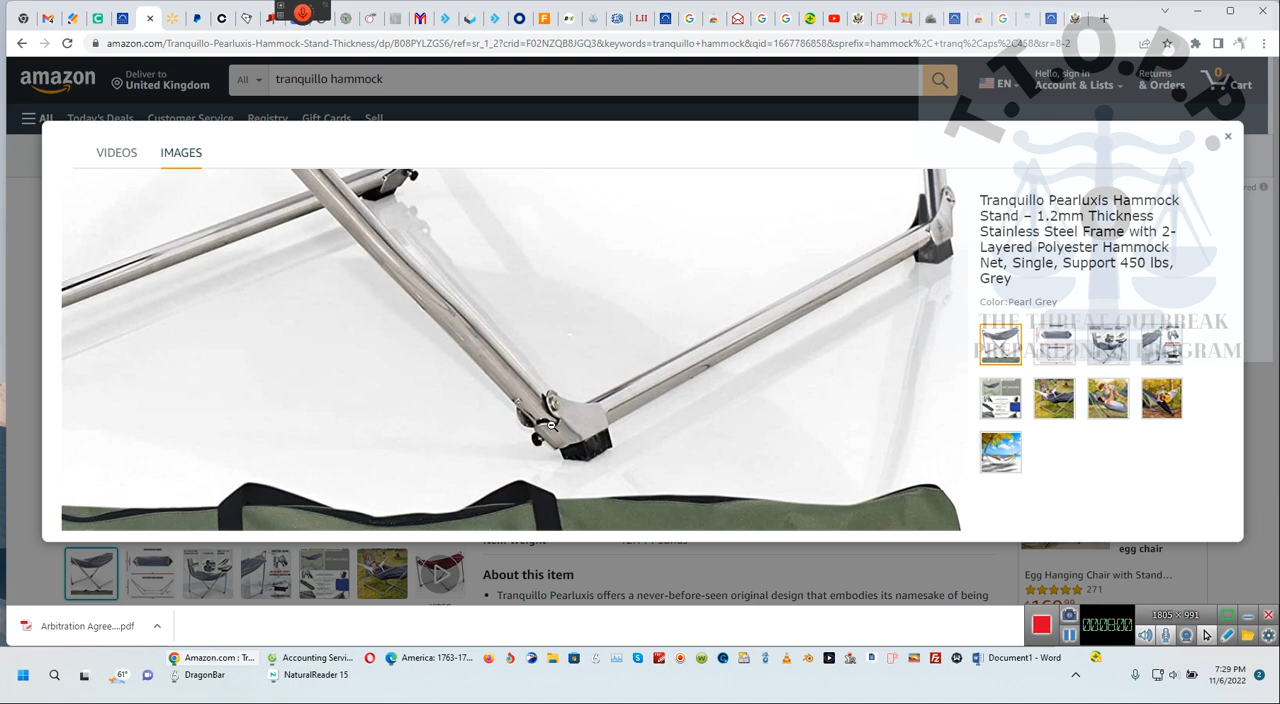 amazon.com/Tranquillo-Pearluxis-Hammock-Stand-Thickness/dp/B08PYLZGS6/ref=sr_1_2?crid=F02NZQB8JGQ3&keywords=tranquillo+hammock&qid=1667786858&sprefix=hammock%2C+tranq%2Caps%2C458&sr=8-2
T.T.O.P.P.
amazon
Deliver to
United Kingdom
All
tranquillo hammock
EN
Hello, sign in
Account & Lists
Returns
& Orders
0
Cart
All
Today's Deals
Customer Service
Registry
Gift Cards
Sell
VIDEOS
IMAGES
Tranquillo Pearluxis Hammock
Stand – 1.2mm Thickness
Stainless Steel Frame with 2-
Layered Polyester Hammock
Net, Single, Support 450 lbs,
Grey
Color:Pearl Grey
THE THREAT OUTBREAK
PREPAREDNESS PROGRAM
egg chair
About this item
Egg Hanging Chair with Stand...
271
• Tranquillo Pearluxis offers a never-before-seen original design that embodies its namesake of being
Arbitration Agree....pdf
1805 x 991
Amazon.com : Tr...
Accounting Servi...
America: 1763-17...
Document1 - Word
61°
DragonBar
NaturalReader 15
7:29 PM
11/6/2022
2